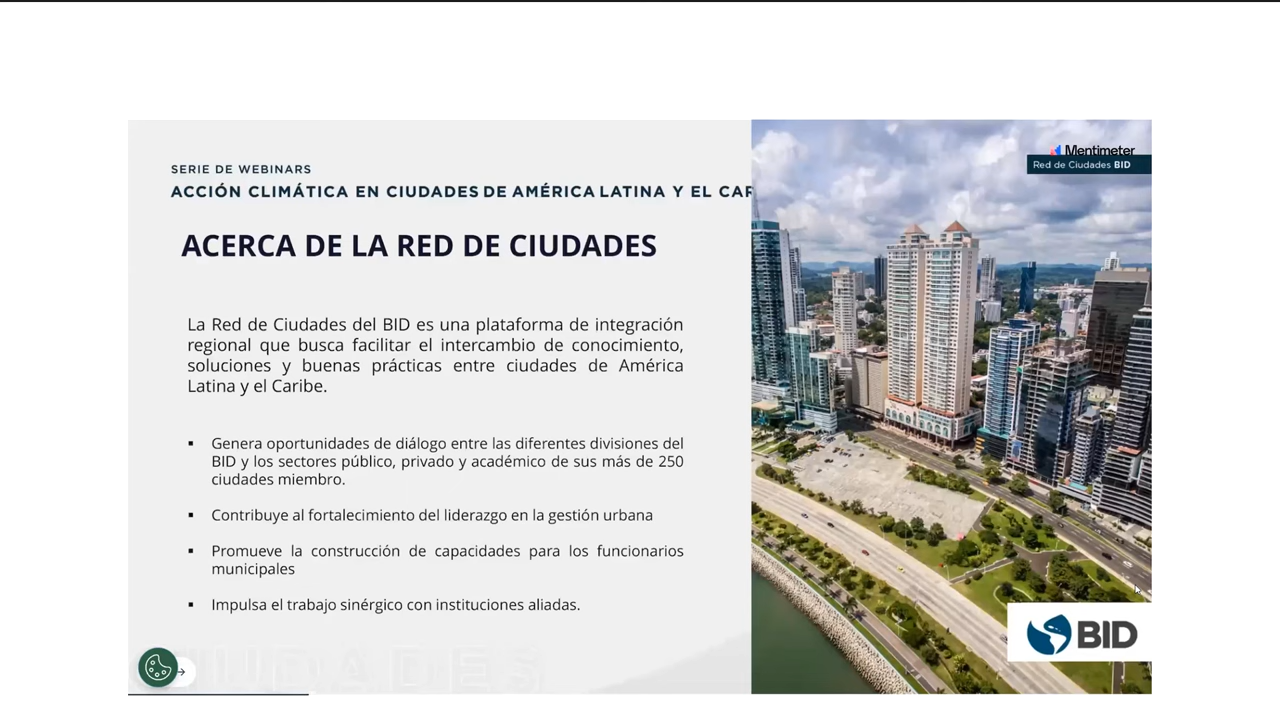 SERIE DE WEBINARS
ACCIÓN CLIMÁTICA EN CIUDADES DE AMÉRICA LATINA Y EL CAR
Mentimeter
Red de Ciudades BID
ACERCA DE LA RED DE CIUDADES
La Red de Ciudades del BID es una plataforma de integración
regional que busca facilitar el intercambio de conocimiento,
soluciones y buenas prácticas entre ciudades de América
Latina y el Caribe.
▪ Genera oportunidades de diálogo entre las diferentes divisiones del
BID y los sectores público, privado y académico de sus más de 250
ciudades miembro.
▪ Contribuye al fortalecimiento del liderazgo en la gestión urbana
▪ Promueve la construcción de capacidades para los funcionarios
municipales
▪ Impulsa el trabajo sinérgico con instituciones aliadas.
BID
CIUDADES